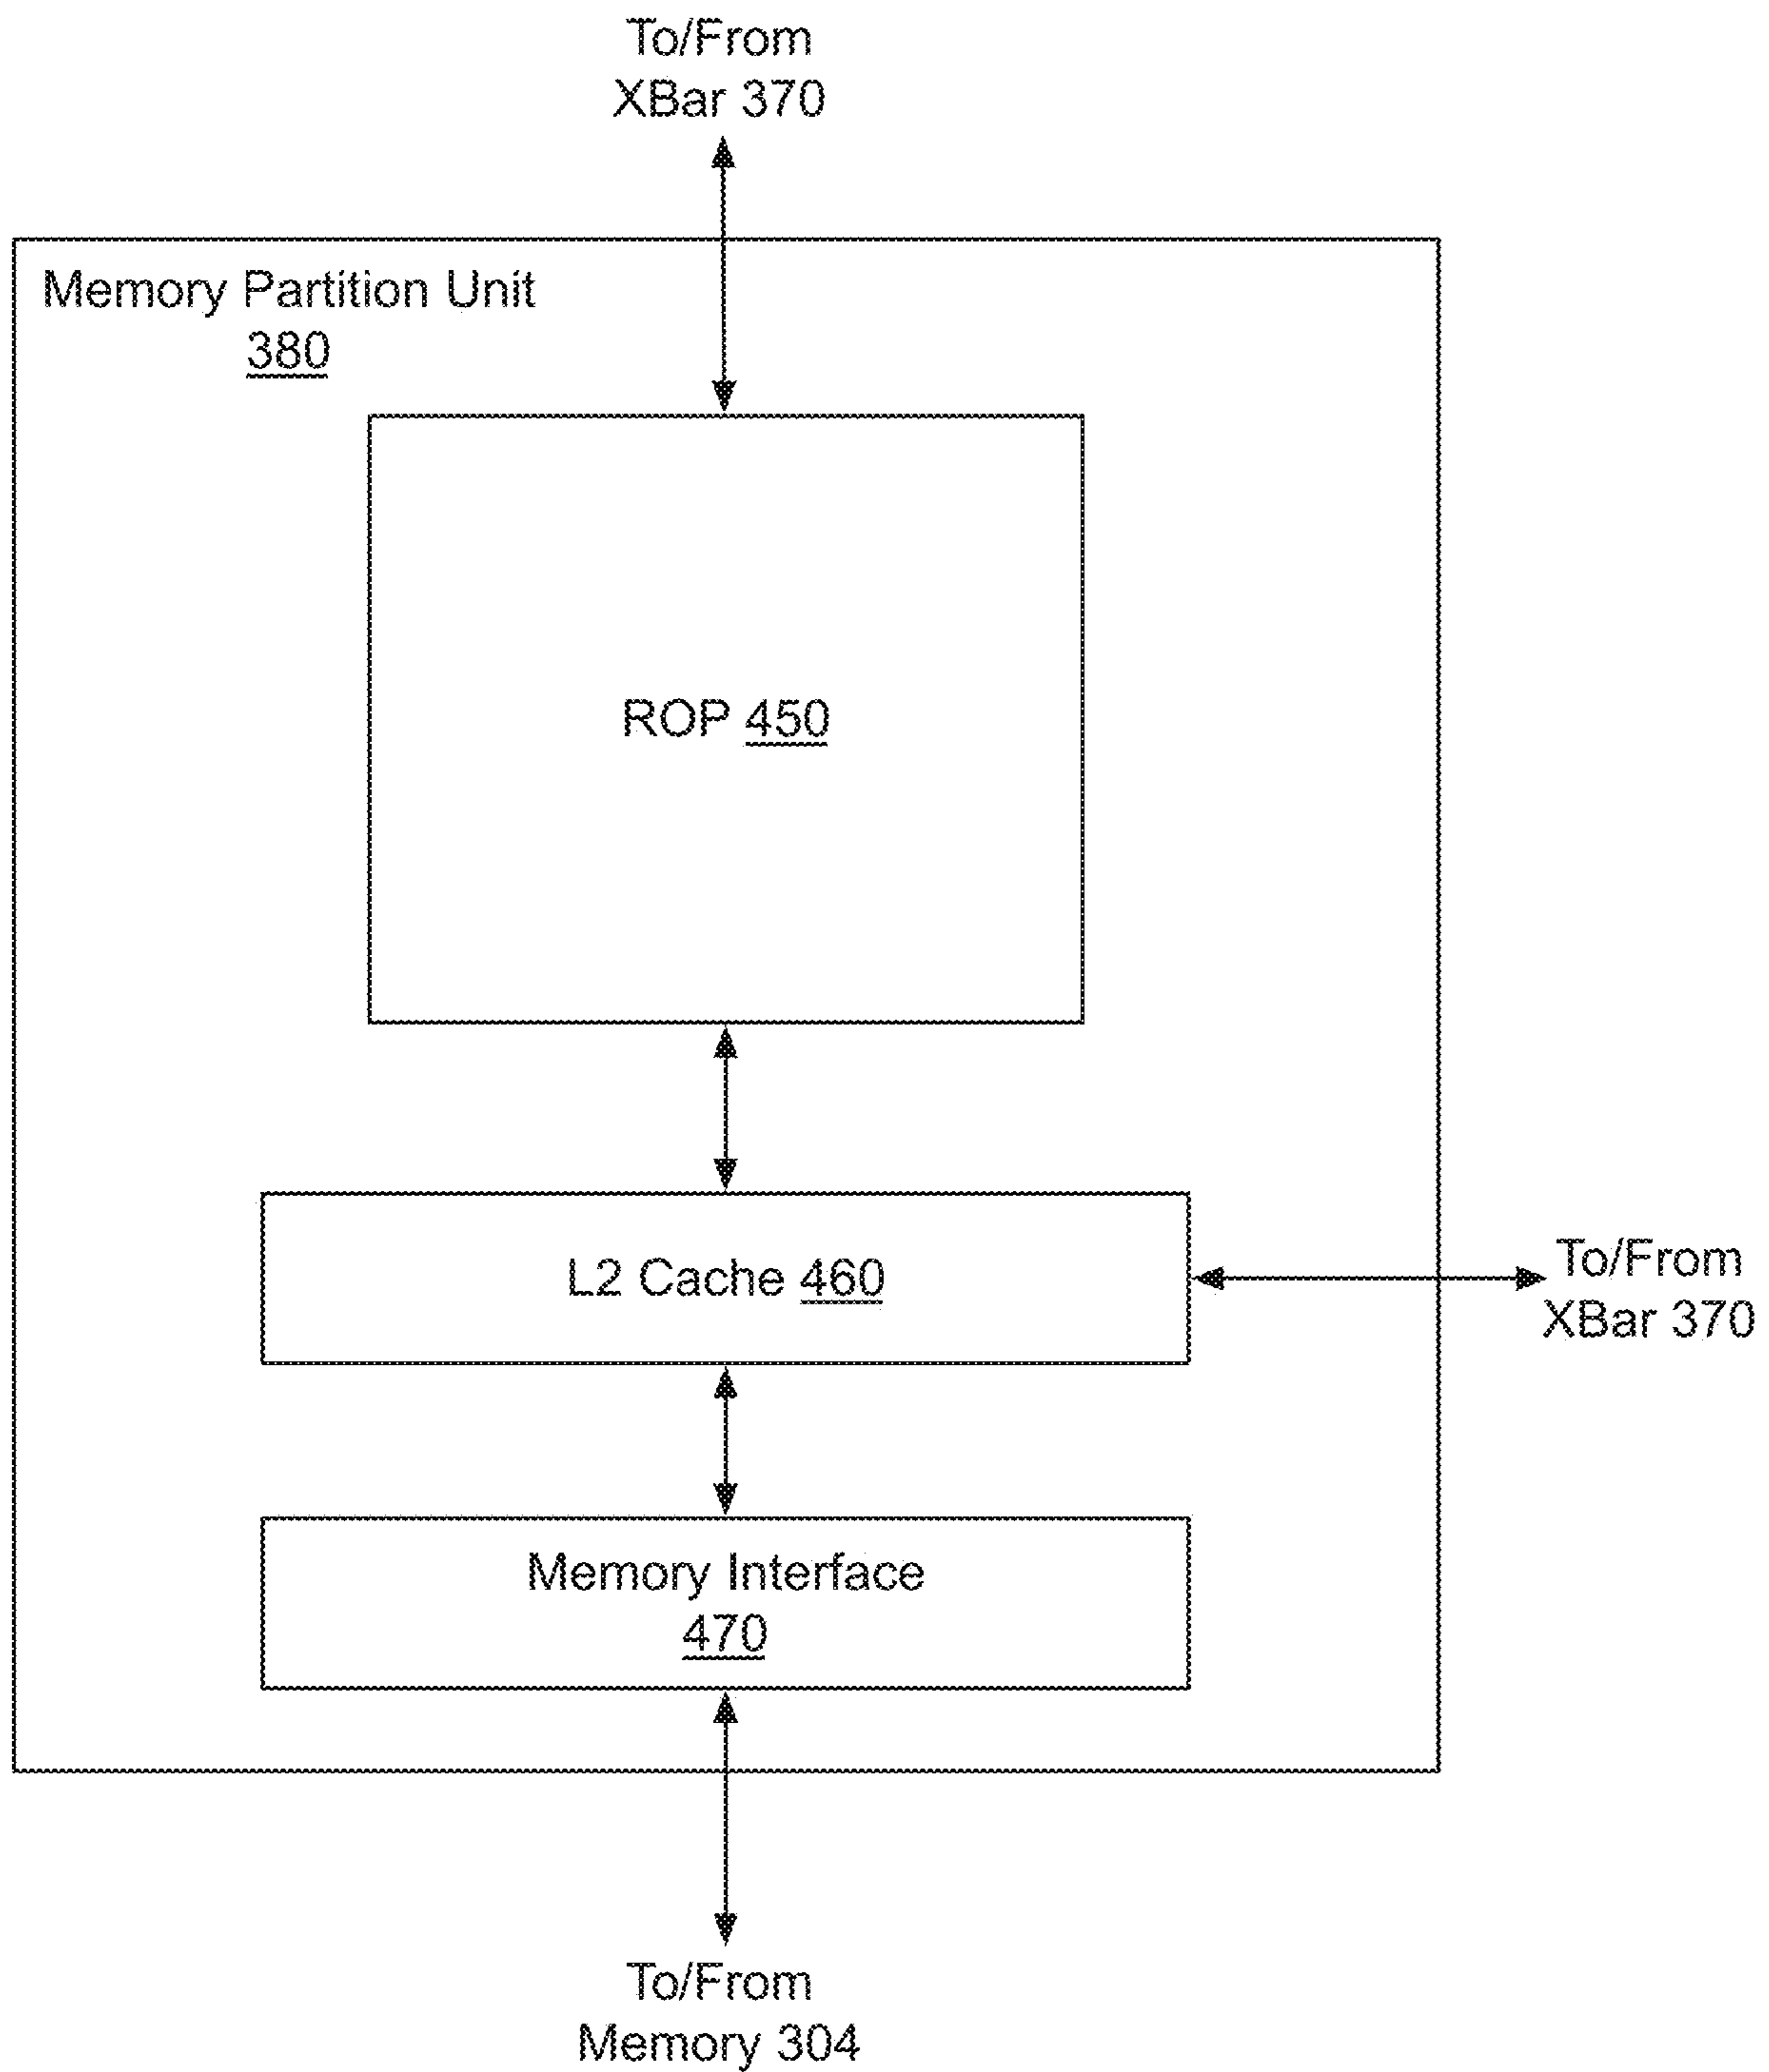 To/From
XBar 370
Memory Partition Unit
380
ROP 450
L2 Cache 460
To/From
XBar 370
Memory Interface
470
To/From
Memory 304